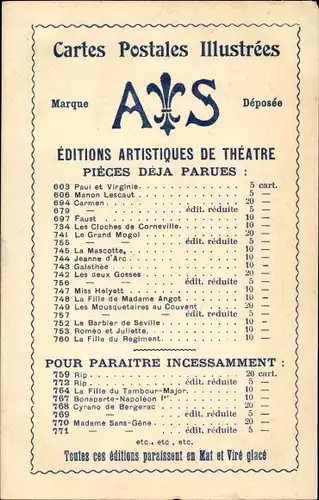 Cartes Postales Illustrées
Marque A S Déposée
ÉDITIONS ARTISTIQUES DE THÉATRE
PIÈCES DÉJA PARUES :
603 Paul et Virginie. . . . . . . . . . . 5 cart.
606 Manon Lescaut . . . . . . . . . . . 5 —
694 Carmen . . . . . . . . . . . 20 —
679 — . . . . . . . édit. réduite 5 —
697 Faust . . . . . . . . . . . 10 —
734 Les Cloches de Corneville. . . . . . . 10 —
741 Le Grand Mogol . . . . . . . . . . . 20 —
755 — . . . . . . . édit. réduite 5 —
745 La Mascotte. . . . . . . . . . . 10 —
744 Jeanne d'Arc . . . . . . . . . . . 10 —
743 Galathée . . . . . . . . . . . 10 —
742 Les deux Gosses . . . . . . . . . . . 20 —
756 — . . . . . . . édit. réduite 5 —
747 Miss Helyett . . . . . . . . . . . 10 —
748 La Fille de Madame Angot . . . . . . . 10 —
749 Les Mousquetaires au Couvent . . . . . 20 —
757 — . . . . . . . édit. réduite 5 —
752 Le Barbier de Séville . . . . . . . . . 10 —
753 Roméo et Juliette. . . . . . . . . . . 10 —
760 La Fille du Régiment. . . . . . . . . . 10 —
POUR PARAITRE INCESSAMMENT :
759 Rip . . . . . . . . . . . 20 cart.
772 Rip . . . . . . . édit. réduite 5 —
764 La Fille du Tambour-Major. . . . . . . 10 —
767 Bonaparte-Napoléon Iᵉʳ . . . . . . . 10 —
768 Cyrano de Bergerac . . . . . . . . . 20 —
769 — . . . . . . . édit. réduite 5 —
770 Madame Sans-Gêne. . . . . . . . . . . 20 —
771 — . . . . . . . édit. réduite 5 —
etc., etc., etc.
Toutes ces éditions paraissent en Mat et Viré glacé